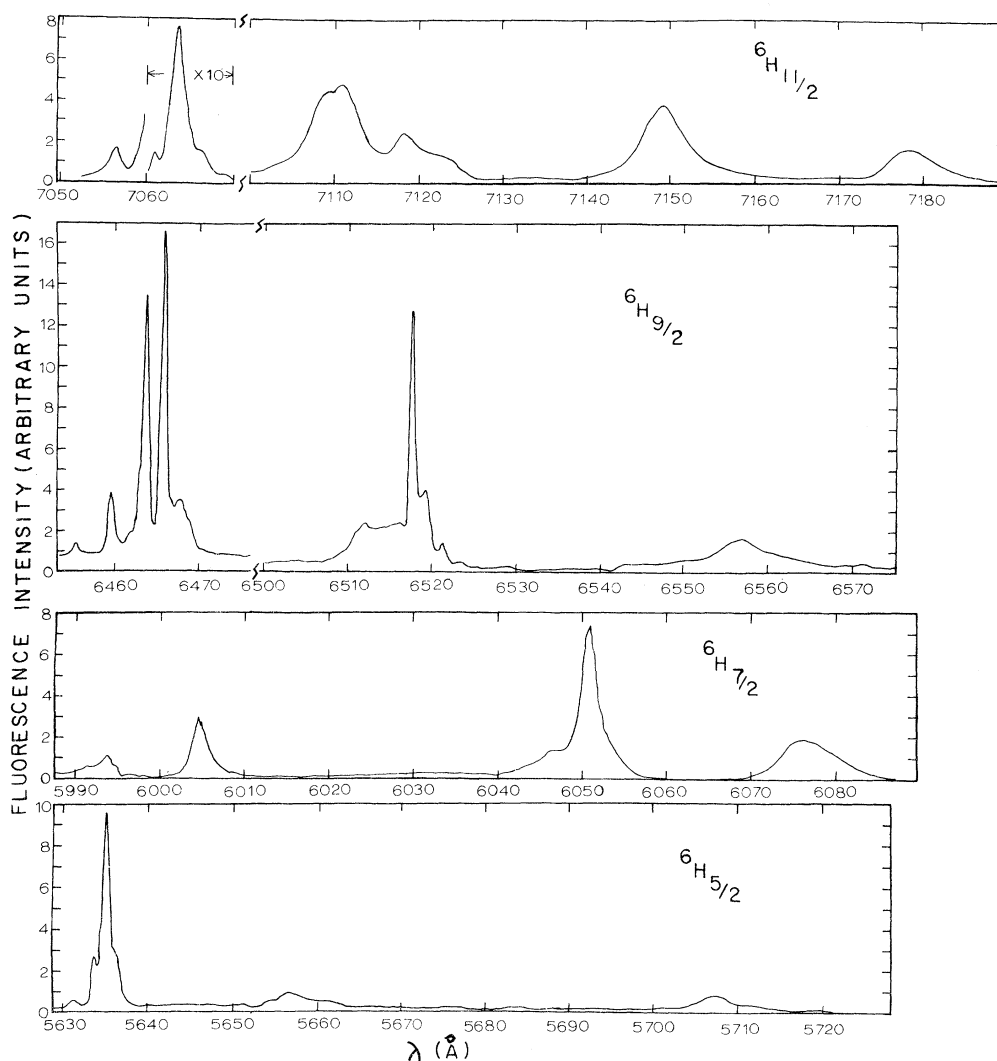 8
6
4
2
0
← ×10 →
⁶H₁₁/₂
7050 7060 7110 7120 7130 7140 7150 7160 7170 7180
16
14
12
10
8
6
4
2
0
⁶H₉/₂
6460 6470 6500 6510 6520 6530 6540 6550 6560 6570
8
6
4
2
0
⁶H₇/₂
5990 6000 6010 6020 6030 6040 6050 6060 6070 6080
10
8
6
4
2
0
⁶H₅/₂
5630 5640 5650 5660 5670 5680 5690 5700 5710 5720
λ (Å)
FLUORESCENCE INTENSITY (ARBITRARY UNITS)